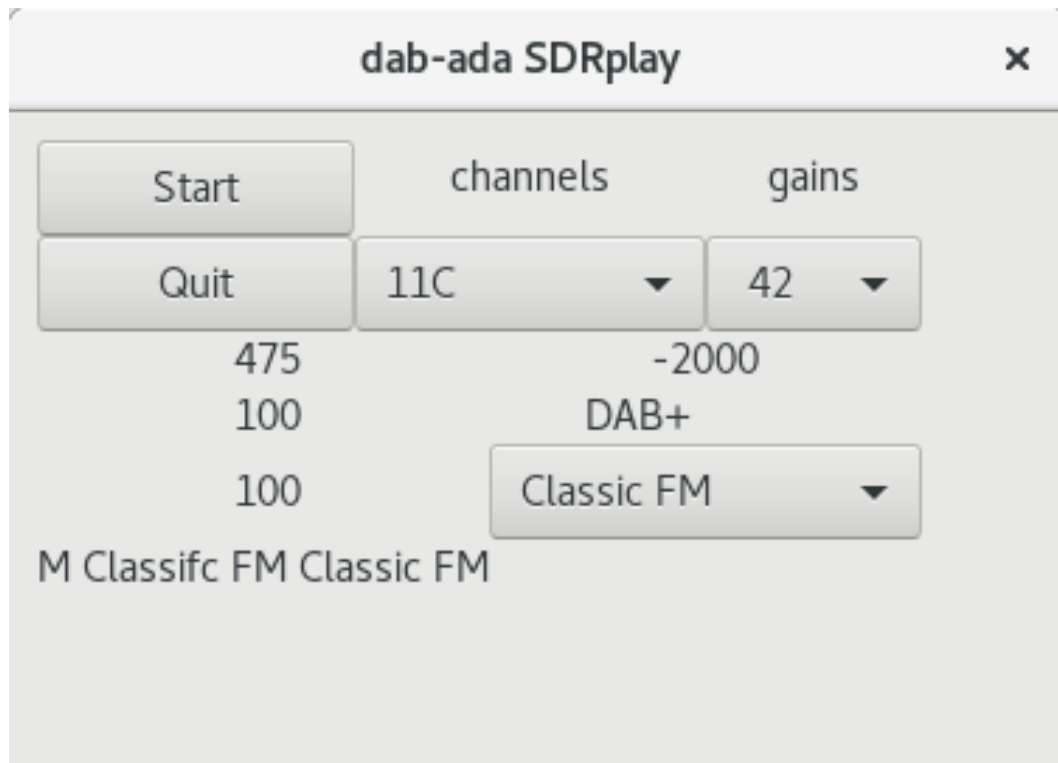 dab-ada SDRplay ×
Start channels gains
Quit 11C 42
475 -2000
100 DAB+
100 Classic FM
M Classifc FM Classic FM